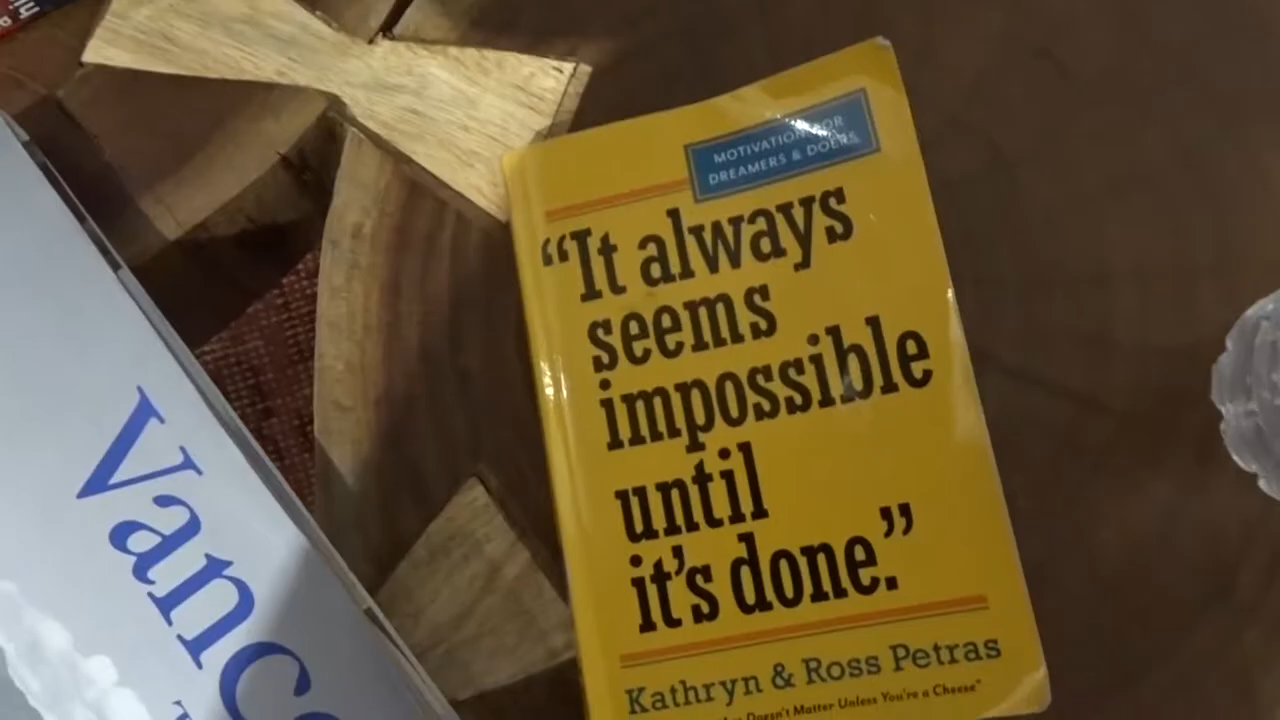 MOTIVATION FOR
DREAMERS & DOERS
"It always
seems
impossible
until
it's done."
Kathryn & Ross Petras
Doesn't Matter Unless You're a Cheese"
Vanc